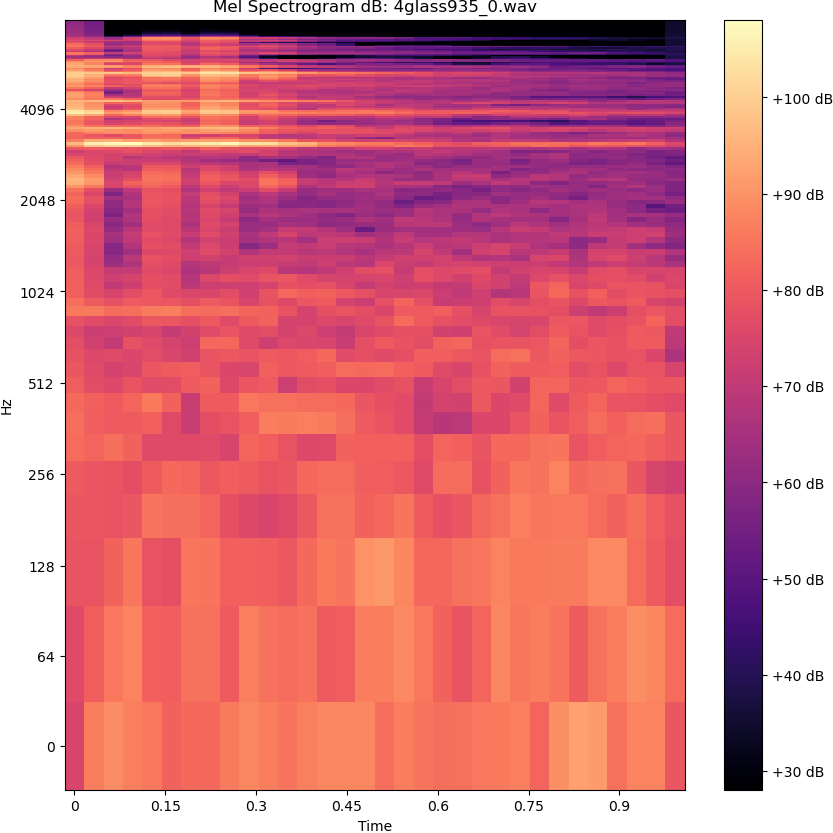 Mel Spectrogram dB: 4glass935_0.wav
+100 dB
4096
+90 dB
2048
+80 dB
1024
+70 dB
512
Hz
256
+60 dB
128
+50 dB
64
+40 dB
0
+30 dB
0 0.15 0.3 0.45 0.6 0.75 0.9
Time